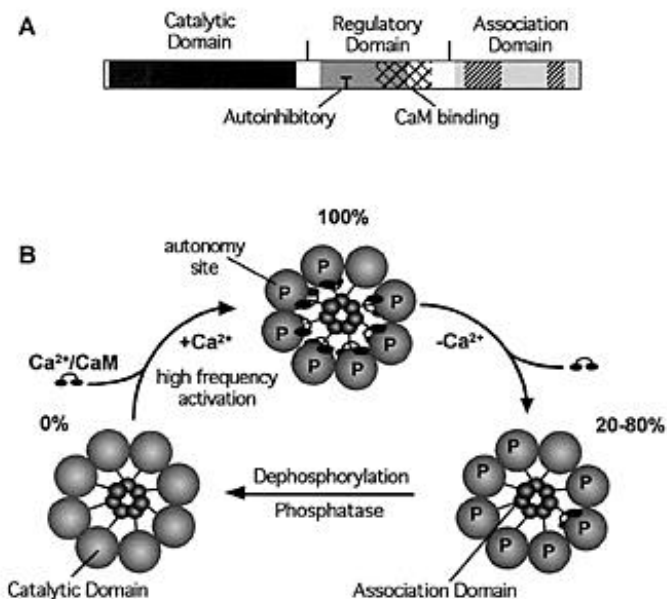 A
Catalytic Domain
Regulatory Domain
Association Domain
Autoinhibitory
CaM binding
B
100%
autonomy site
P
P
P
P
P
P
P
Ca²⁺/CaM
+Ca²⁺
high frequency activation
-Ca²⁺
0%
20-80%
Dephosphorylation
Phosphatase
P
P
P
P
P
P
P
Catalytic Domain
Association Domain